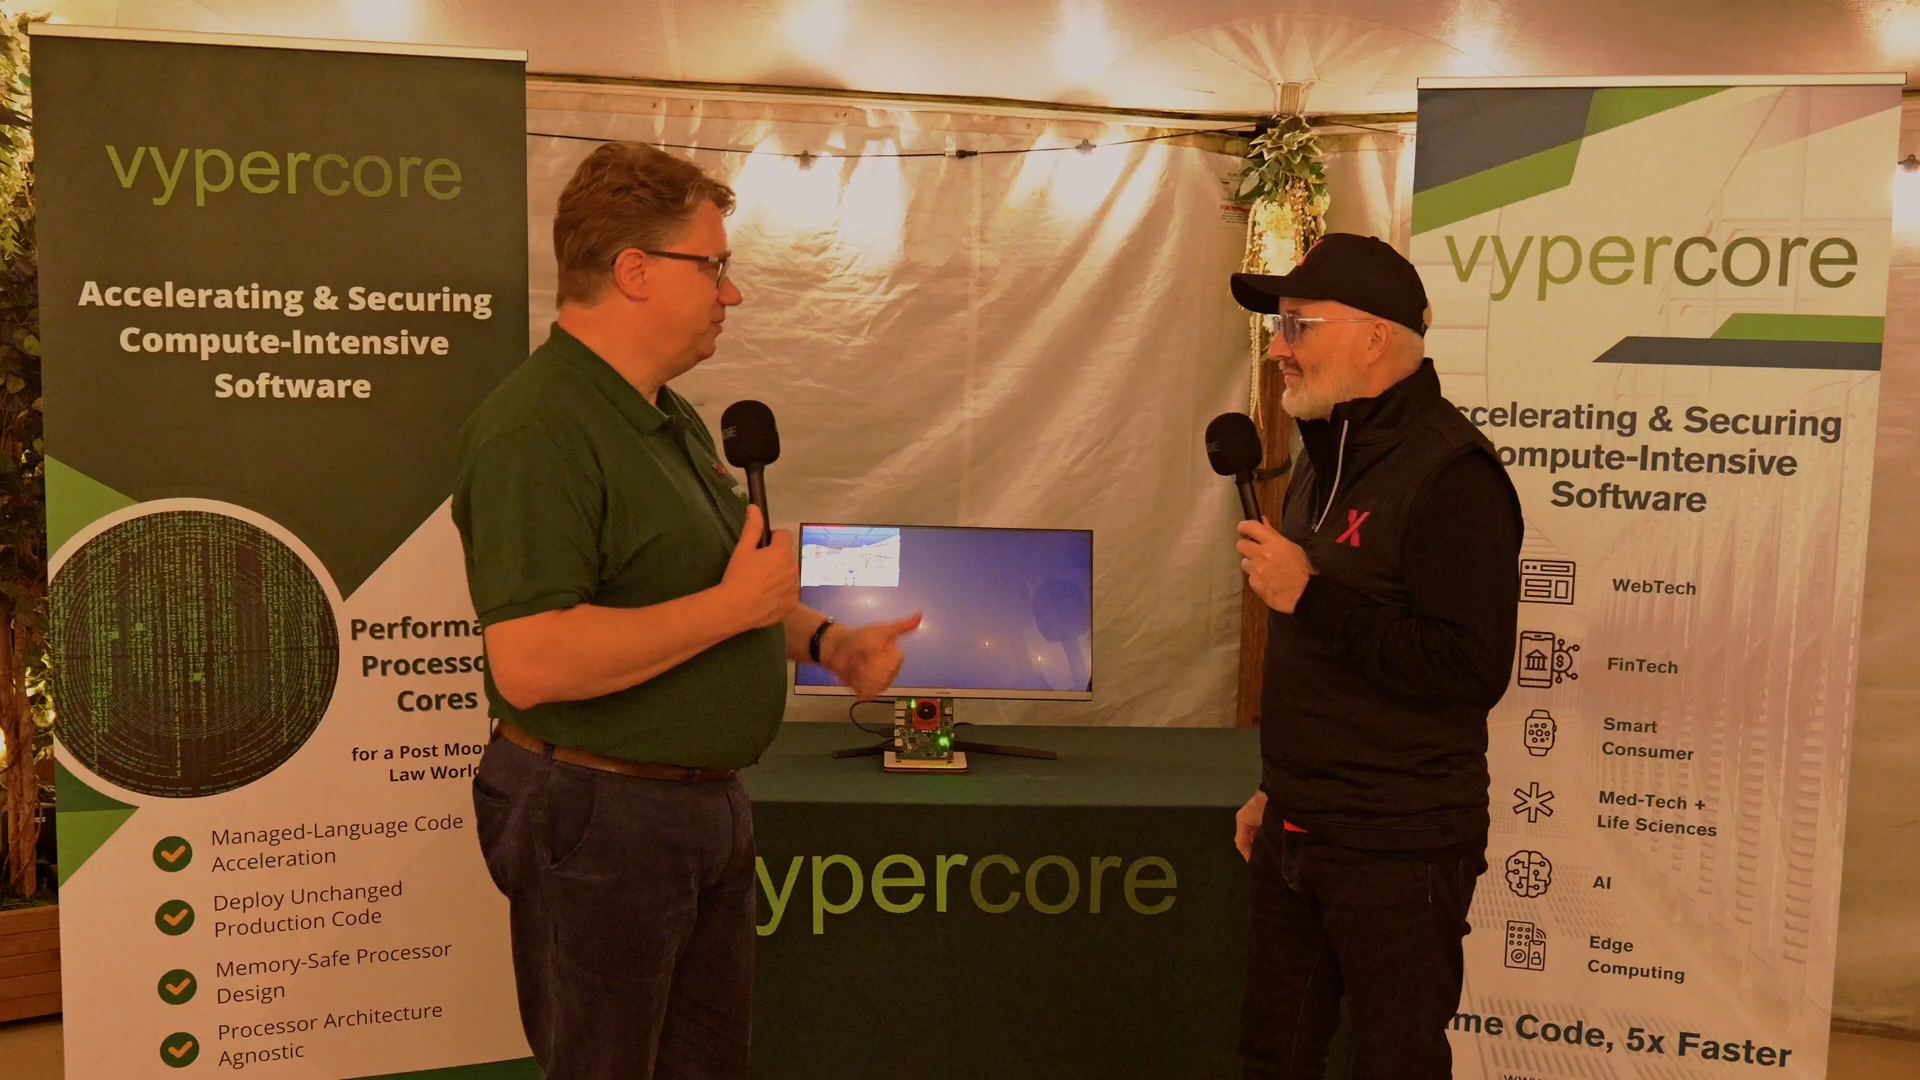 vypercore
Accelerating & Securing
Compute-Intensive
Software
Performa
Processo
Cores
for a Post Moo
Law World
Managed-Language Code
Acceleration
Deploy Unchanged
Production Code
Memory-Safe Processor
Design
Processor Architecture
Agnostic
ypercore
X
vypercore
ccelerating & Securing
ompute-Intensive
Software
WebTech
FinTech
Smart
Consumer
Med-Tech +
Life Sciences
AI
Edge
Computing
me Code, 5x Faster